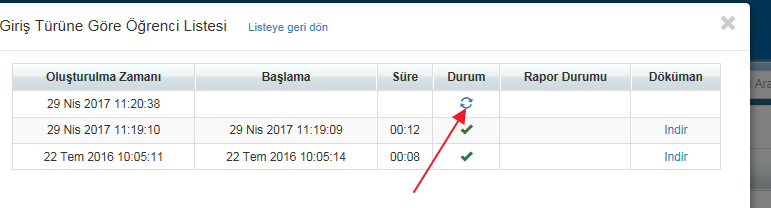 Giriş Türüne Göre Öğrenci Listesi Listeye geri dön
Oluşturulma Zamanı Başlama Süre Durum Rapor Durumu Döküman
29 Nis 2017 11:20:38
29 Nis 2017 11:19:10 29 Nis 2017 11:19:09 00:12 Indir
22 Tem 2016 10:05:11 22 Tem 2016 10:05:14 00:08 Indir
Ara